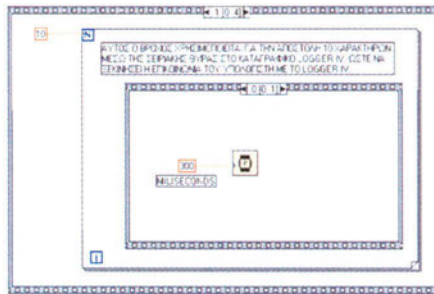 1 [0..4]
10
N
ΑΥΤΟΣ Ο ΒΡΟΧΟΣ ΧΡΗΣΙΜΟΠΟΙΕΙΤΑΙ ΓΙΑ ΤΗΝ ΑΠΟΣΤΟΛΗ 10 ΧΑΡΑΚΤΗΡΩΝ
ΜΕΣΩ ΤΗΣ ΣΕΙΡΙΑΚΗΣ ΘΥΡΑΣ ΣΤΟ ΚΑΤΑΓΡΑΦΙΚΟ LOGGER IV, ΩΣΤΕ ΝΑ
ΞΕΚΙΝΗΣΕΙ Η ΕΠΙΚΟΙΝΩΝΙΑ ΤΟΥ ΥΠΟΛΟΓΙΣΤΗ ΜΕ ΤΟ LOGGER IV
0 [0..1]
300
MILISECONDS
i